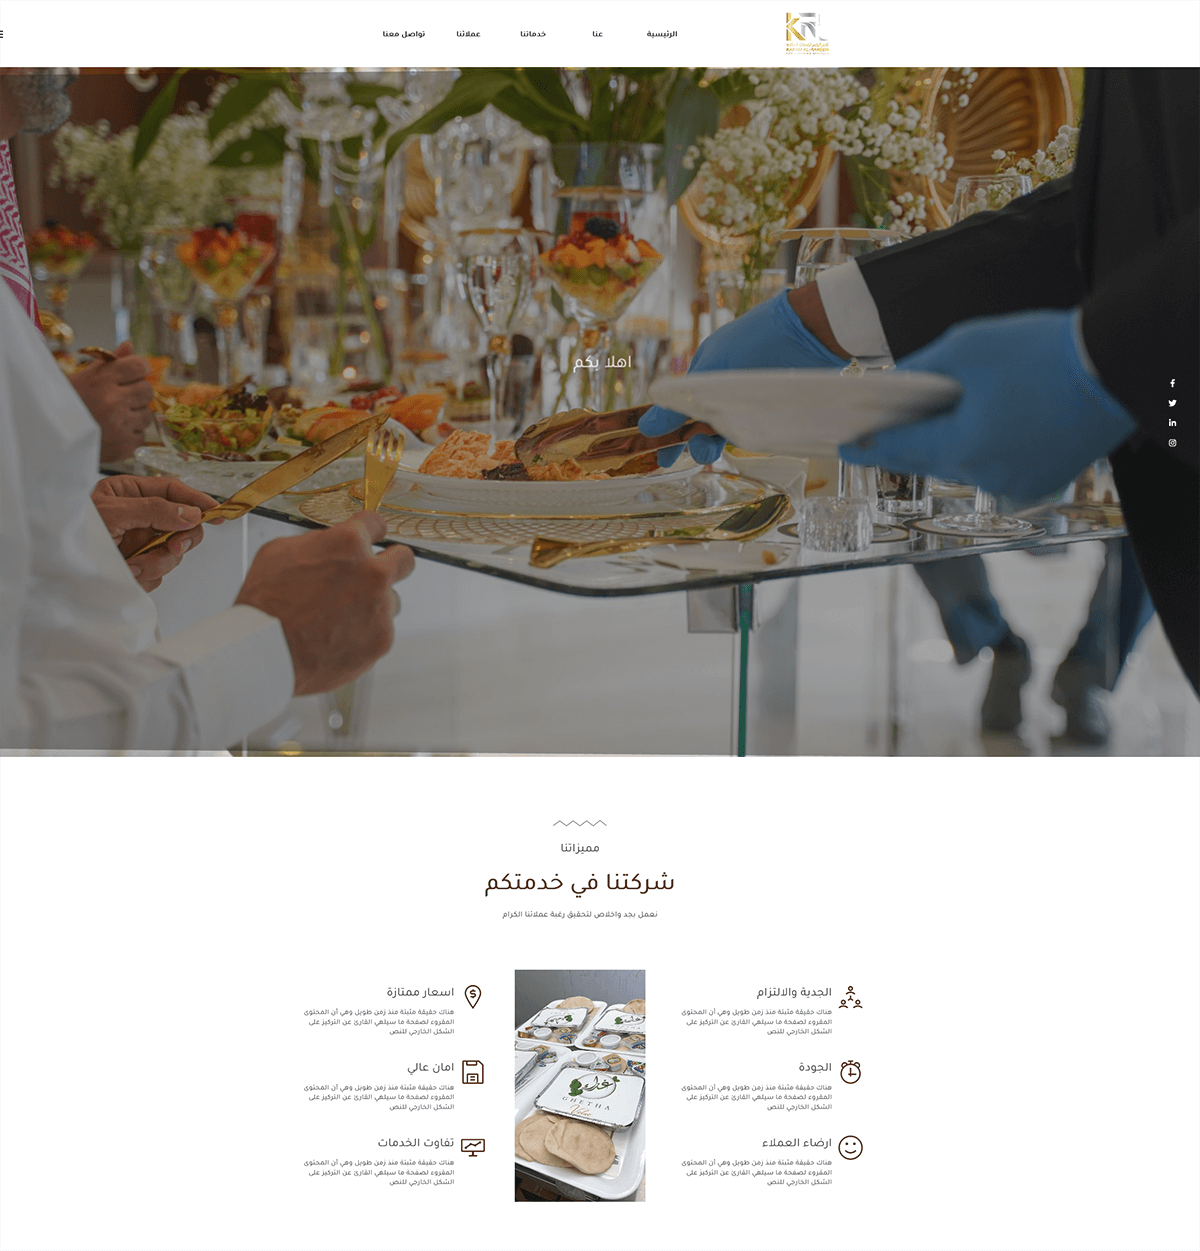 الرئيسية
عنا
خدماتنا
عملائنا
تواصل معنا
اهلا بكم
مميزاتنا
شركتنا في خدمتكم
نعمل بجد واخلاص لتحقيق رغبة عملائنا الكرام
الجدية والالتزام
هناك حقيقة مثبتة منذ زمن طويل وهي أن المحتوى
المقروء لصفحة ما سيلهي القارئ عن التركيز على
الشكل الخارجي للنص
الجودة
هناك حقيقة مثبتة منذ زمن طويل وهي أن المحتوى
المقروء لصفحة ما سيلهي القارئ عن التركيز على
الشكل الخارجي للنص
ارضاء العملاء
هناك حقيقة مثبتة منذ زمن طويل وهي أن المحتوى
المقروء لصفحة ما سيلهي القارئ عن التركيز على
الشكل الخارجي للنص
غذاء
GHETHA
اسعار ممتازة
هناك حقيقة مثبتة منذ زمن طويل وهي أن المحتوى
المقروء لصفحة ما سيلهي القارئ عن التركيز على
الشكل الخارجي للنص
امان عالي
هناك حقيقة مثبتة منذ زمن طويل وهي أن المحتوى
المقروء لصفحة ما سيلهي القارئ عن التركيز على
الشكل الخارجي للنص
تفاوت الخدمات
هناك حقيقة مثبتة منذ زمن طويل وهي أن المحتوى
المقروء لصفحة ما سيلهي القارئ عن التركيز على
الشكل الخارجي للنص